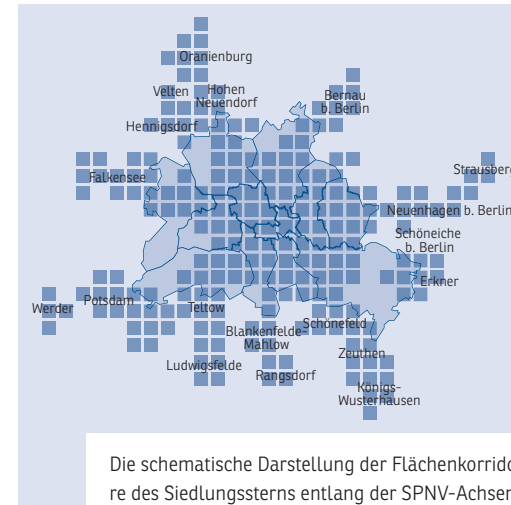 Oranienburg
Velten
Hohen
Neuendorf
Bernau
b. Berlin
Hennigsdorf
Falkensee
Strausberg
Neuenhagen b. Berlin
Schöneiche
b. Berlin
Erkner
Potsdam
Werder
Teltow
Blankenfelde-
Mahlow
Schönefeld
Zeuthen
Ludwigsfelde
Rangsdorf
Königs-
Wusterhausen
Die schematische Darstellung der Flächenkorrido
re des Siedlungssterns entlang der SPNV-Achsen